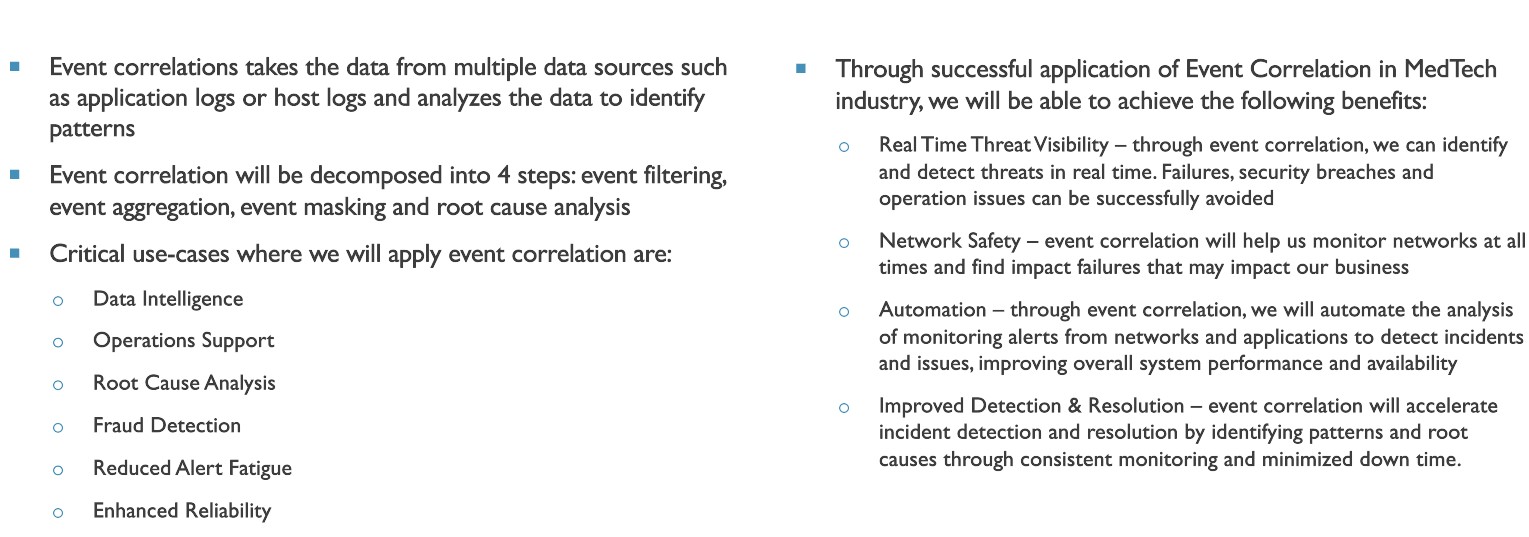 Event correlations takes the data from multiple data sources such
as application logs or host logs and analyzes the data to identify
patterns
Event correlation will be decomposed into 4 steps: event filtering,
event aggregation, event masking and root cause analysis
Critical use-cases where we will apply event correlation are:
Data Intelligence
Operations Support
Root Cause Analysis
Fraud Detection
Reduced Alert Fatigue
Enhanced Reliability
Through successful application of Event Correlation in MedTech
industry, we will be able to achieve the following benefits:
Real Time Threat Visibility – through event correlation, we can identify
and detect threats in real time. Failures, security breaches and
operation issues can be successfully avoided
Network Safety – event correlation will help us monitor networks at all
times and find impact failures that may impact our business
Automation – through event correlation, we will automate the analysis
of monitoring alerts from networks and applications to detect incidents
and issues, improving overall system performance and availability
Improved Detection & Resolution – event correlation will accelerate
incident detection and resolution by identifying patterns and root
causes through consistent monitoring and minimized down time.